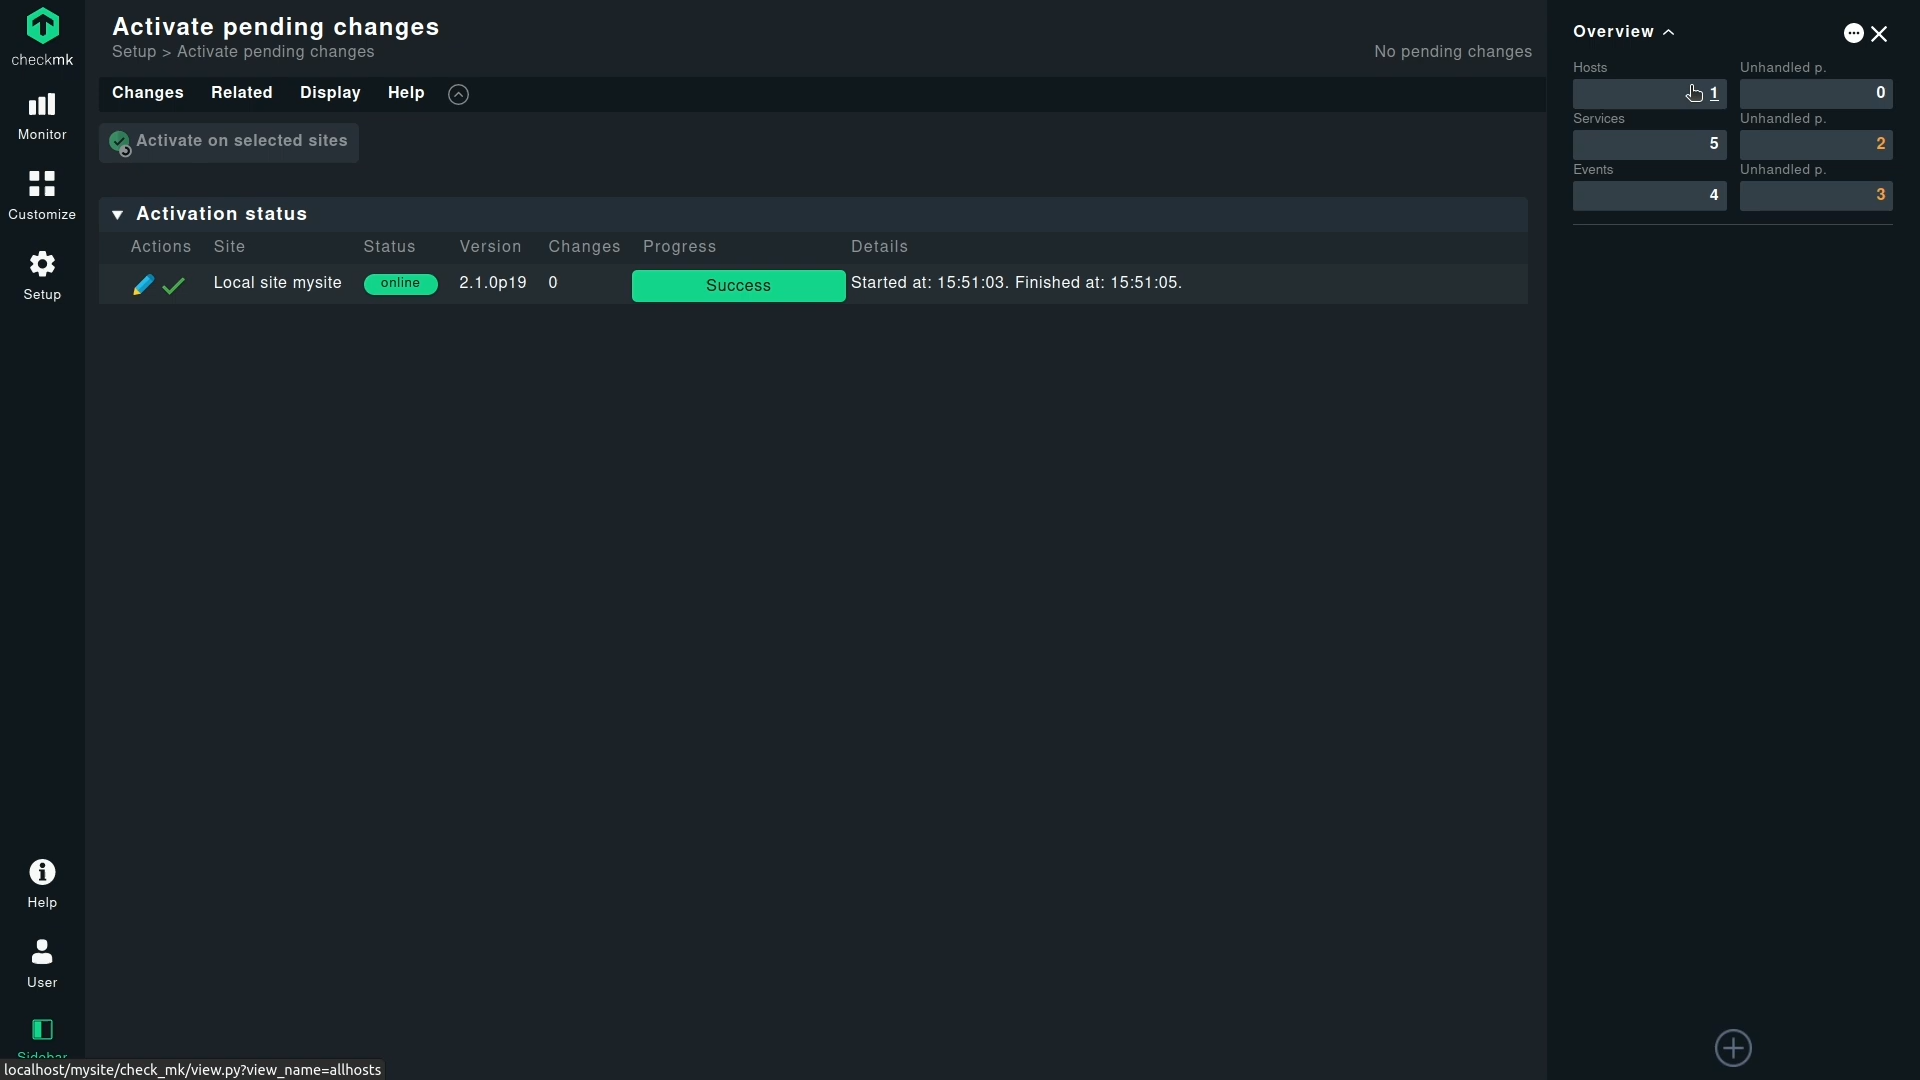 checkmk
Monitor
Customize
Setup
Help
User
Sidebar
Activate pending changes
Setup > Activate pending changes
No pending changes
Changes Related Display Help
Activate on selected sites
Activation status
Actions Site Status Version Changes Progress Details
Local site mysite online 2.1.0p19 0 Success Started at: 15:51:03. Finished at: 15:51:05.
Overview
Hosts Unhandled p.
1 0
Services Unhandled p.
5 2
Events Unhandled p.
4 3
localhost/mysite/check_mk/view.py?view_name=allhosts